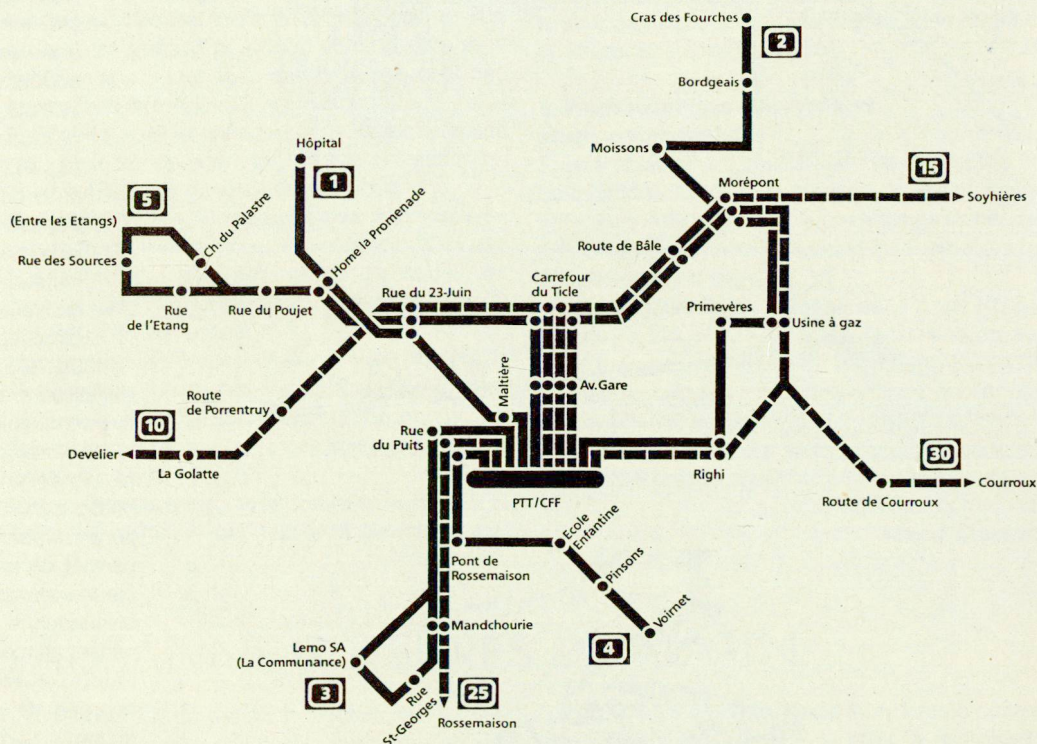 Cras des Fourches
2
Bordgeais
Moissons
Hôpital
1
Morépont
15
Soyhières
5
(Entre les Etangs)
Ch. du Palastre
Home la Promenade
Route de Bâle
Rue des Sources
Rue
de l'Etang
Rue du Poujet
Rue du 23-Juin
Carrefour
du Ticle
Primevères
Usine à gaz
Maltière
Av.Gare
Route
de Porrentruy
10
Develier
La Golatte
Rue
du Puits
Righi
30
Courroux
Route de Courroux
PTT/CFF
Ecole
Enfantine
Pont de
Rossemaison
Pinsons
Voirnet
4
Mandchourie
Lemo SA
(La Communance)
3
Rue
St-Georges
25
Rossemaison